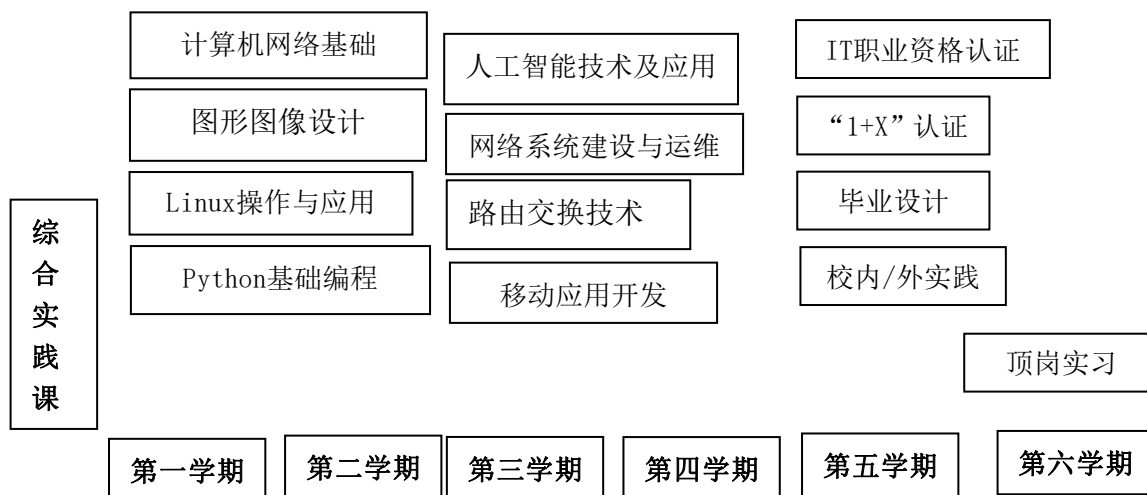 计算机网络基础
人工智能技术及应用
IT职业资格认证
图形图像设计
网络系统建设与运维
“1+X”认证
Linux操作与应用
路由交换技术
毕业设计
Python基础编程
移动应用开发
校内/外实践
综
合
实
践
课
顶岗实习
第一学期
第二学期
第三学期
第四学期
第五学期
第六学期